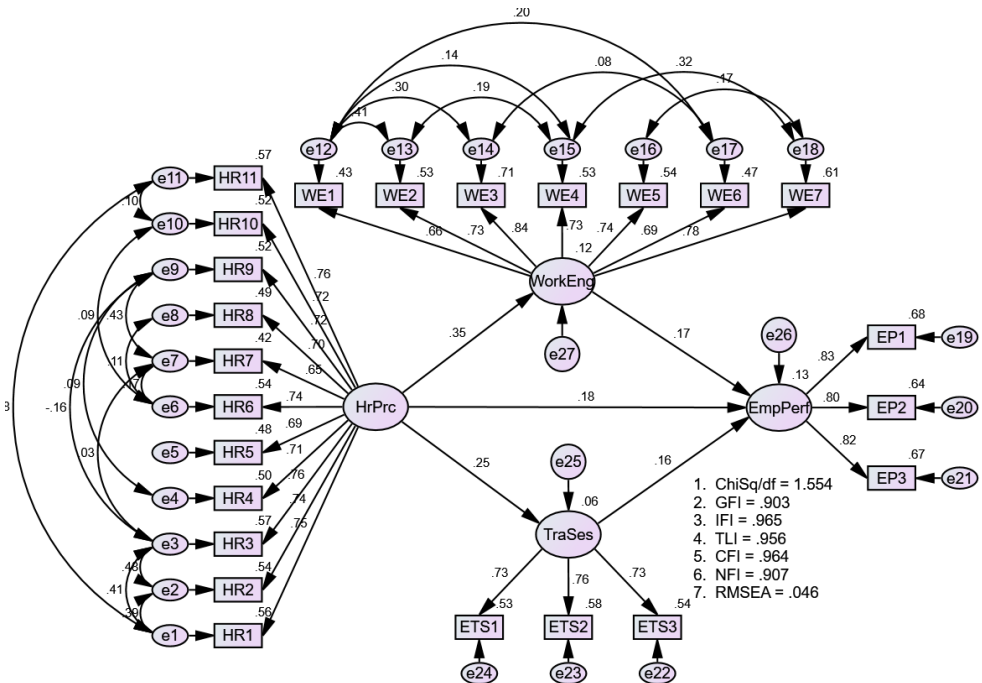 .20
.14
.08
.32
.17
.30
.19
.41
e12
e13
e14
e15
e16
e17
e18
.43
.53
.71
.53
.54
.47
.61
WE1
WE2
WE3
WE4
WE5
WE6
WE7
.66
.73
.84
.73
.74
.69
.78
.12
WorkEng
e27
.57
e11
HR11
.10
.52
e10
HR10
.52
e9
HR9
.49
e8
HR8
.42
e7
HR7
.54
e6
HR6
.48
e5
HR5
.50
e4
HR4
.57
e3
HR3
.54
e2
HR2
.56
e1
HR1
.09
.43
.11
.09
-.16
.41
.39
.76
.72
.72
.70
.65
.74
.69
.71
.76
.74
.75
HrPrc
.35
.17
.18
.25
.16
e26
.13
EmpPerf
.83
.80
.82
.68
EP1
e19
.64
EP2
e20
.67
EP3
e21
e25
.06
TraSes
.73
.76
.73
.53
.58
.54
ETS1
ETS2
ETS3
e24
e23
e22
1. ChiSq/df = 1.554
2. GFI = .903
3. IFI = .965
4. TLI = .956
5. CFI = .964
6. NFI = .907
7. RMSEA = .046